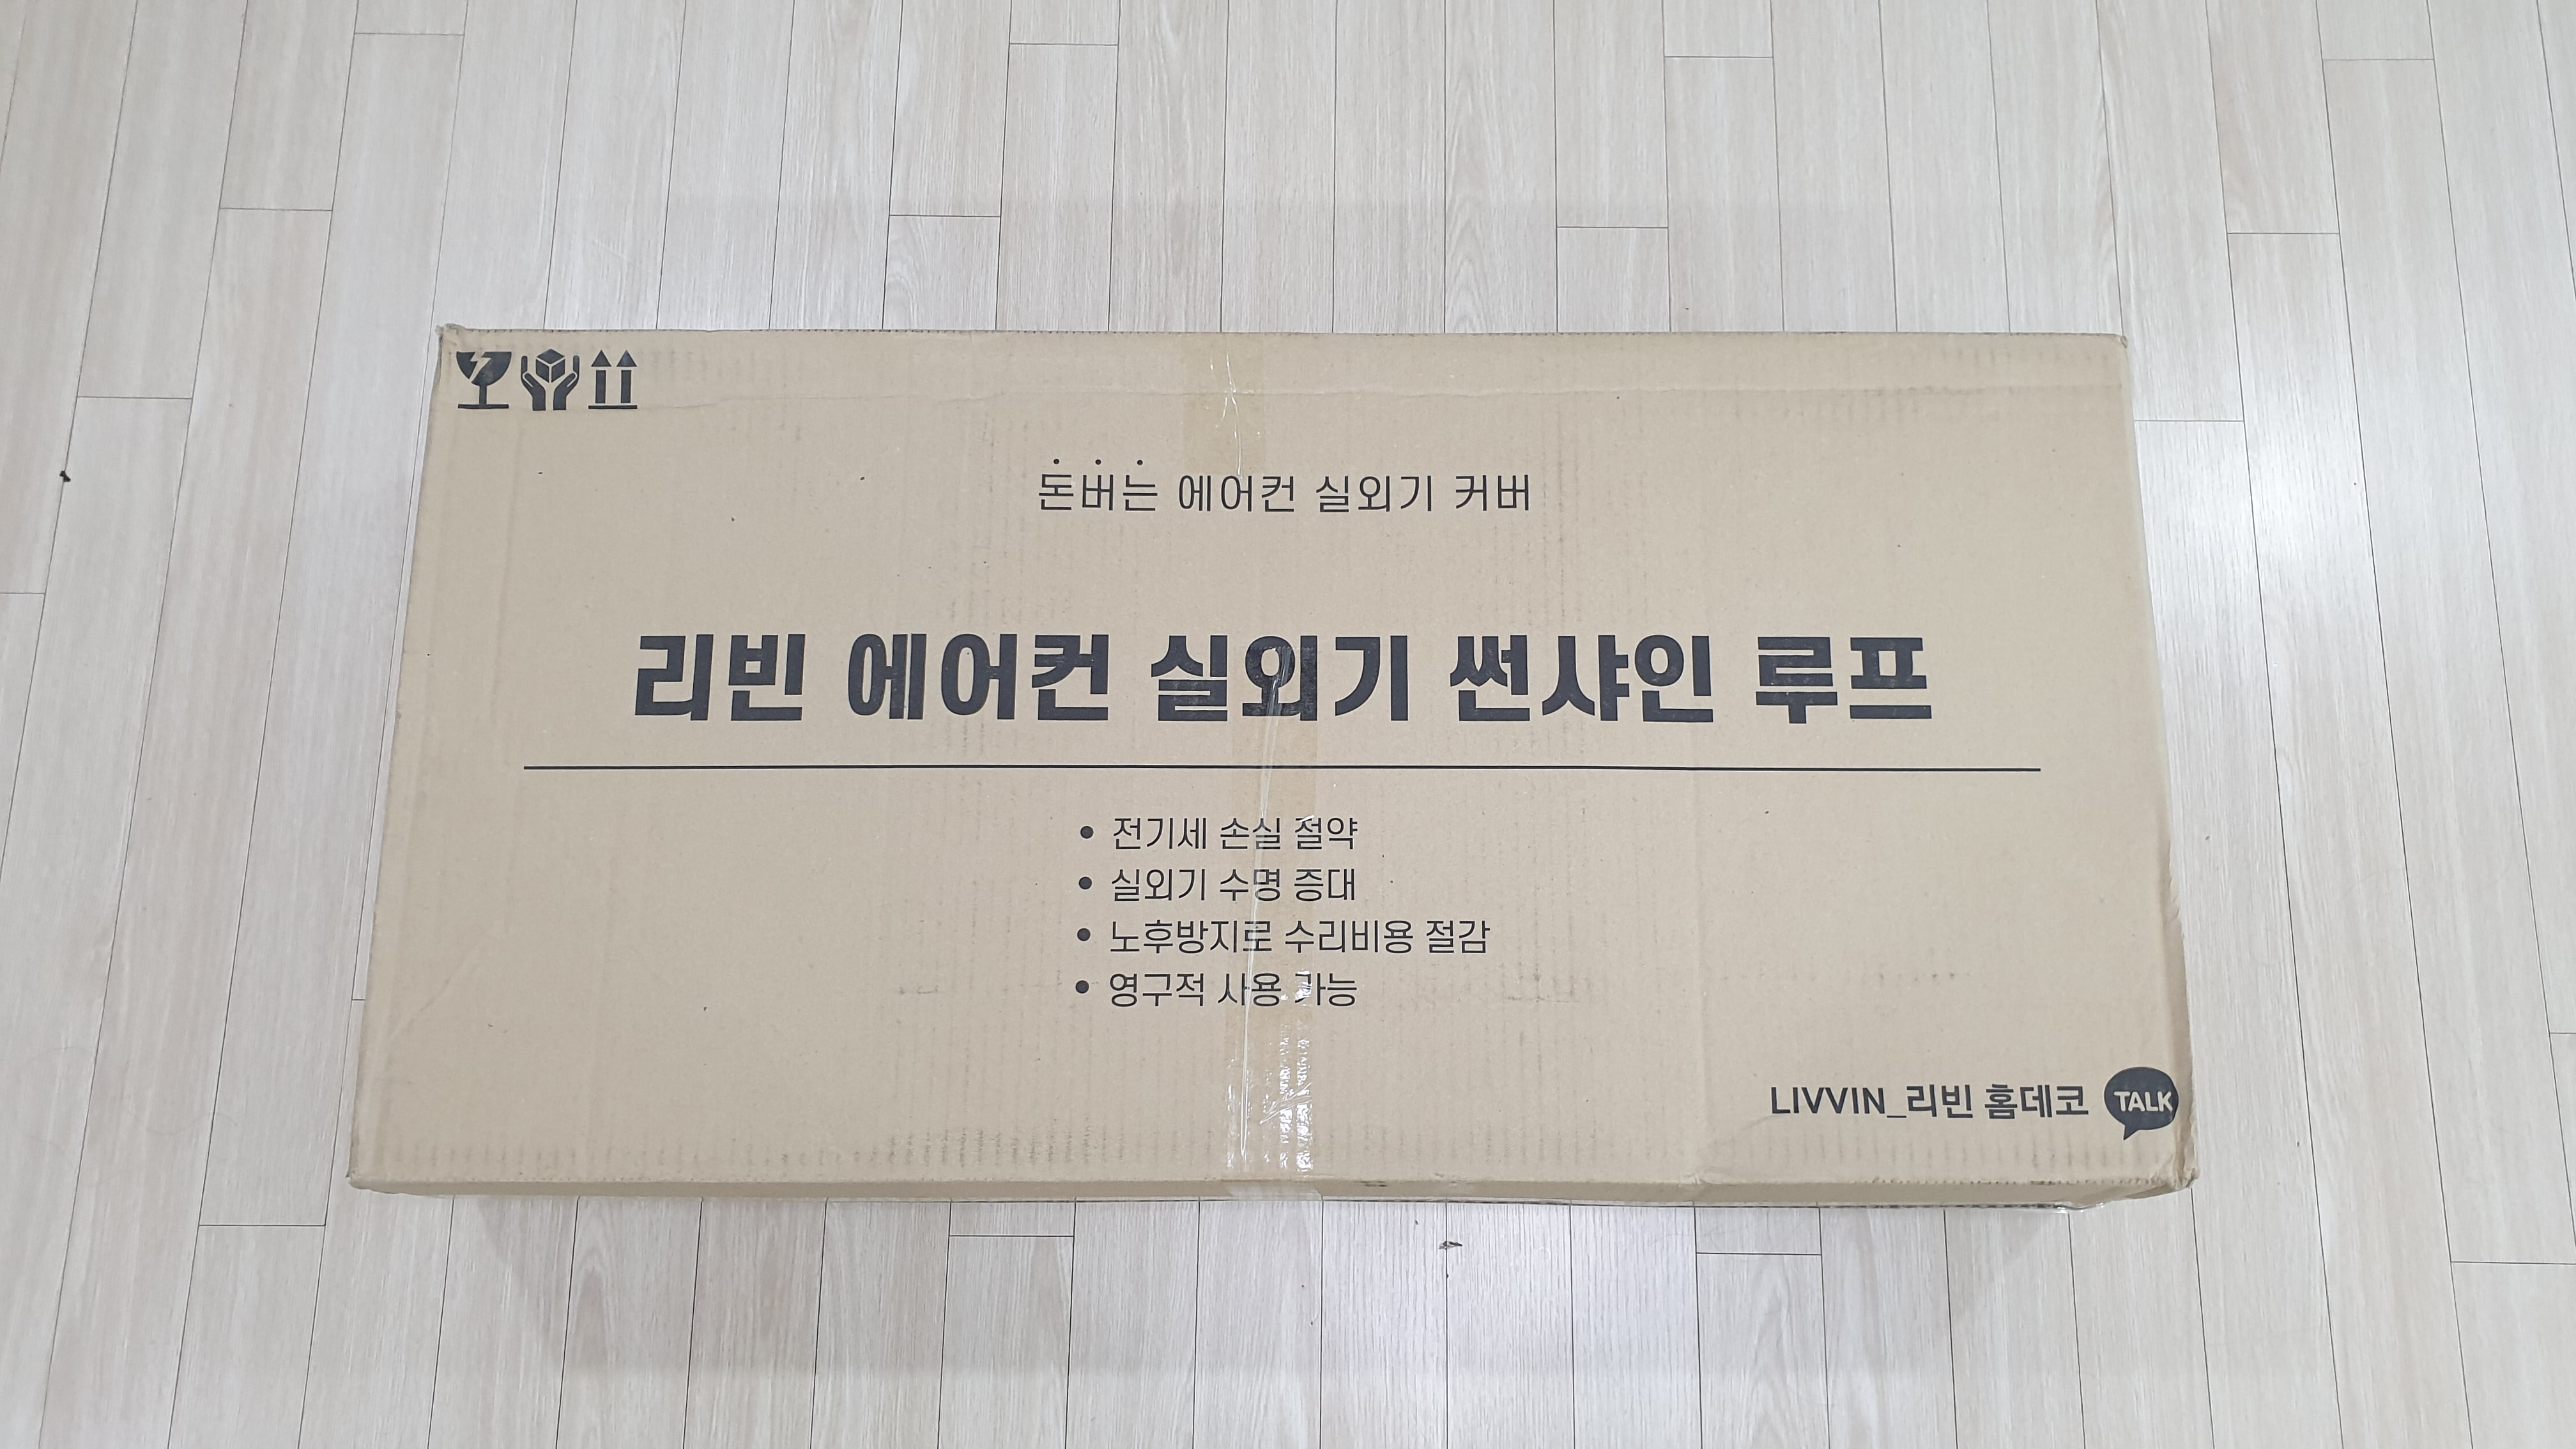 돈버는 에어컨 실외기 커버
리빈 에어컨 실외기 썬샤인 루프
• 전기세 손실 절약
• 실외기 수명 증대
• 노후방지로 수리비용 절감
• 영구적 사용 가능
LIVVIN_리빈 홈데코 TALK